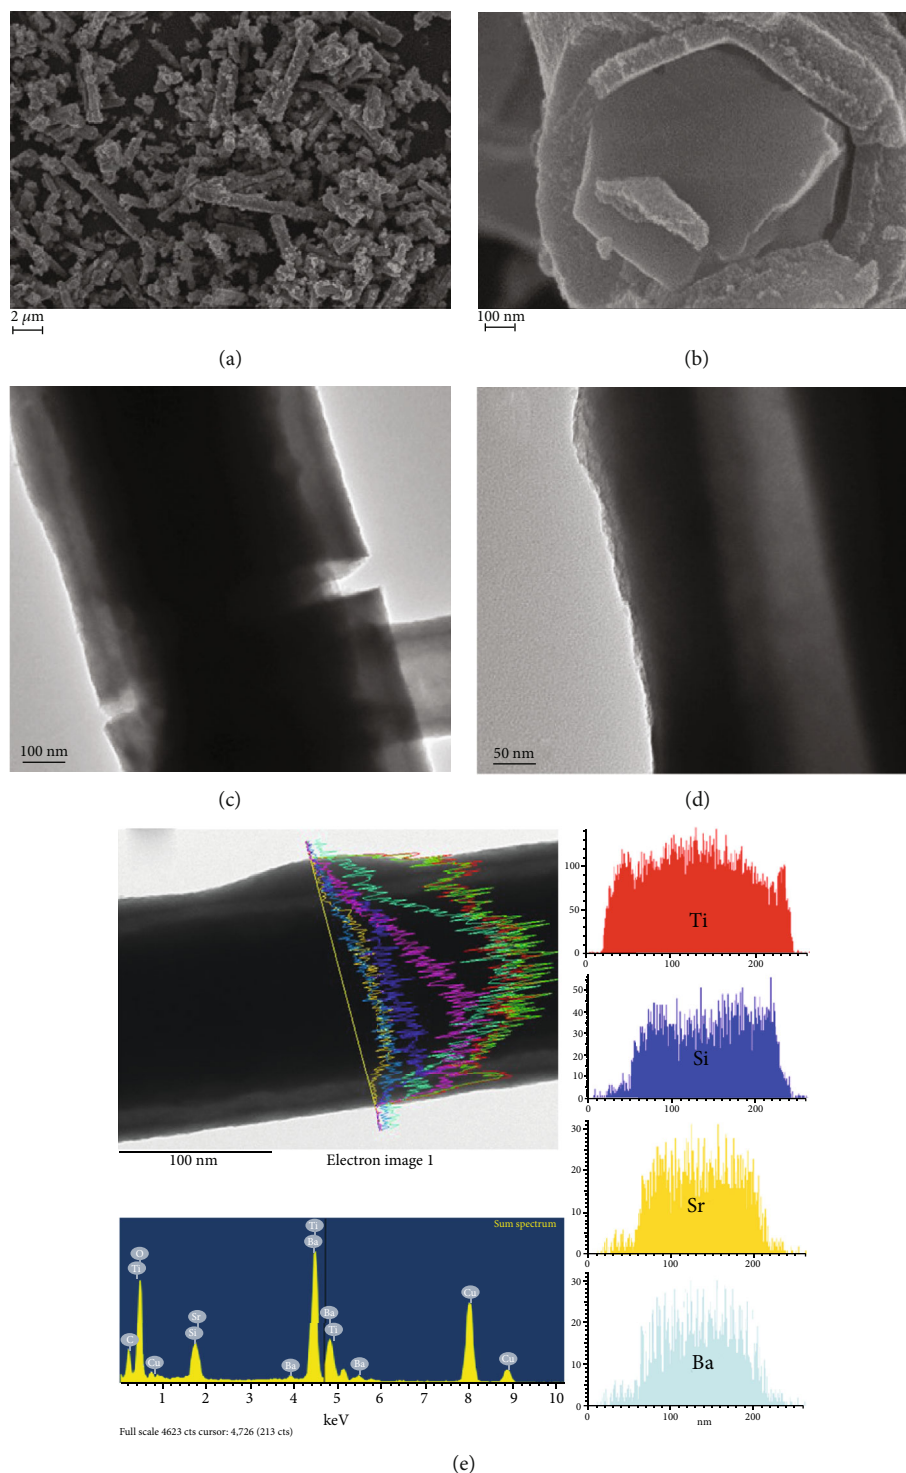 2 μm
100 nm
(a)
(b)
100 nm
50 nm
(c)
(d)
100
50
0
0
100
200
Ti
50
40
30
20
10
0
0
100
200
Si
100 nm
Electron image 1
30
20
10
0
0
100
200
Sr
Sum spectrum
Ti
Ba
O
Ti
Sr
Si
C
Cu
Ba
Ba
Ti
Ba
Cu
Cu
1 2 3 4 5 6 7 8 9 10
keV
Full scale 4623 cts cursor: 4,726 (213 cts)
30
20
10
0
0
100
200
nm
Ba
(e)